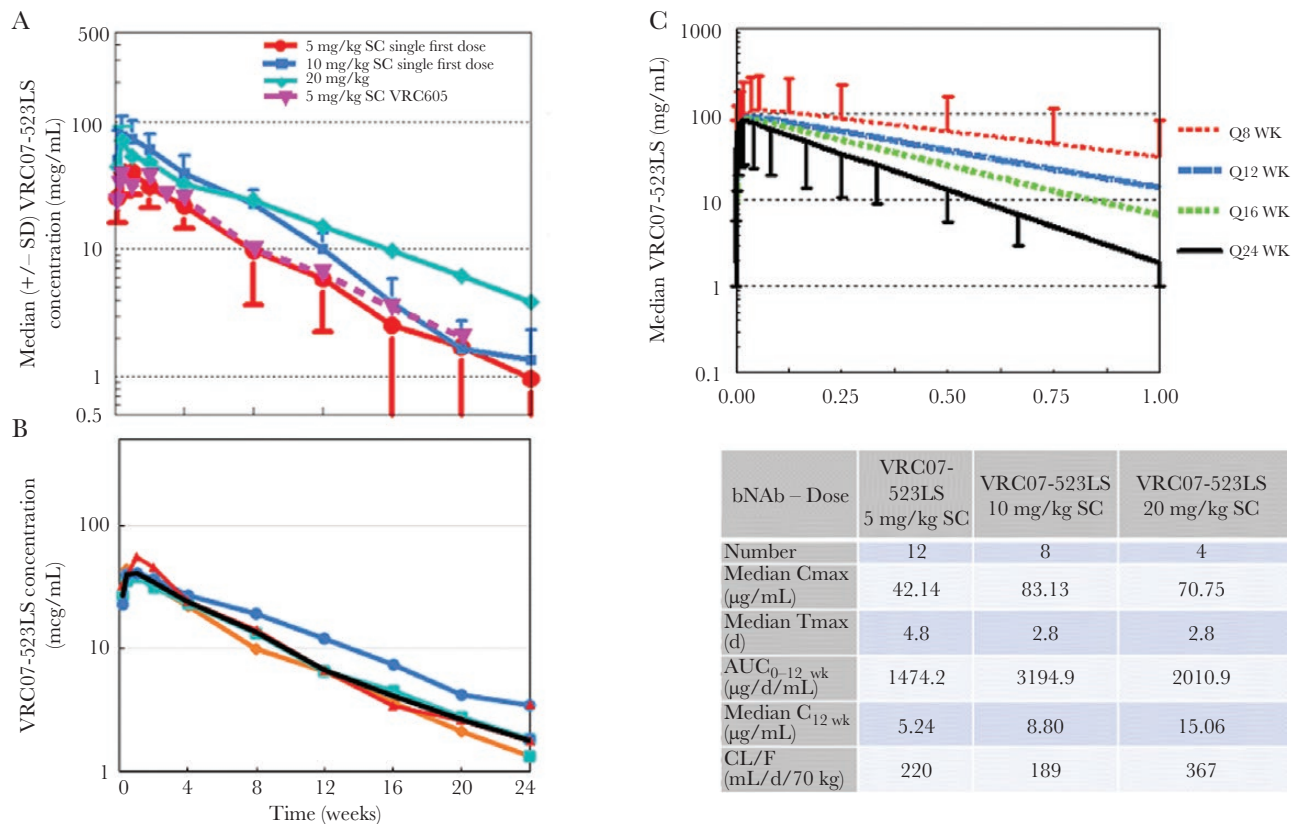 A
Median (+/– SD) VRC07-523LS
concentration (mcg/mL)
500
100
10
1
0.5
5 mg/kg SC single first dose
10 mg/kg SC single first dose
20 mg/kg
5 mg/kg SC VRC605
B
VRC07-523LS concentration
(mcg/mL)
100
10
1
0
4
8
12
16
20
24
Time (weeks)
C
Median VRC07-523LS (mg/mL)
1000
100
10
1
0.1
0.00
0.25
0.50
0.75
1.00
Q8 WK
Q12 WK
Q16 WK
Q24 WK
bNAb – Dose
VRC07-
523LS
5 mg/kg SC
VRC07-523LS
10 mg/kg SC
VRC07-523LS
20 mg/kg SC
Number 12 8 4
Median Cmax
(µg/mL)
42.14 83.13 70.75
Median Tmax
(d)
4.8 2.8 2.8
AUC0–12 wk
(µg/d/mL)
1474.2 3194.9 2010.9
Median C12 wk
(µg/mL)
5.24 8.80 15.06
CL/F
(mL/d/70 kg)
220 189 367